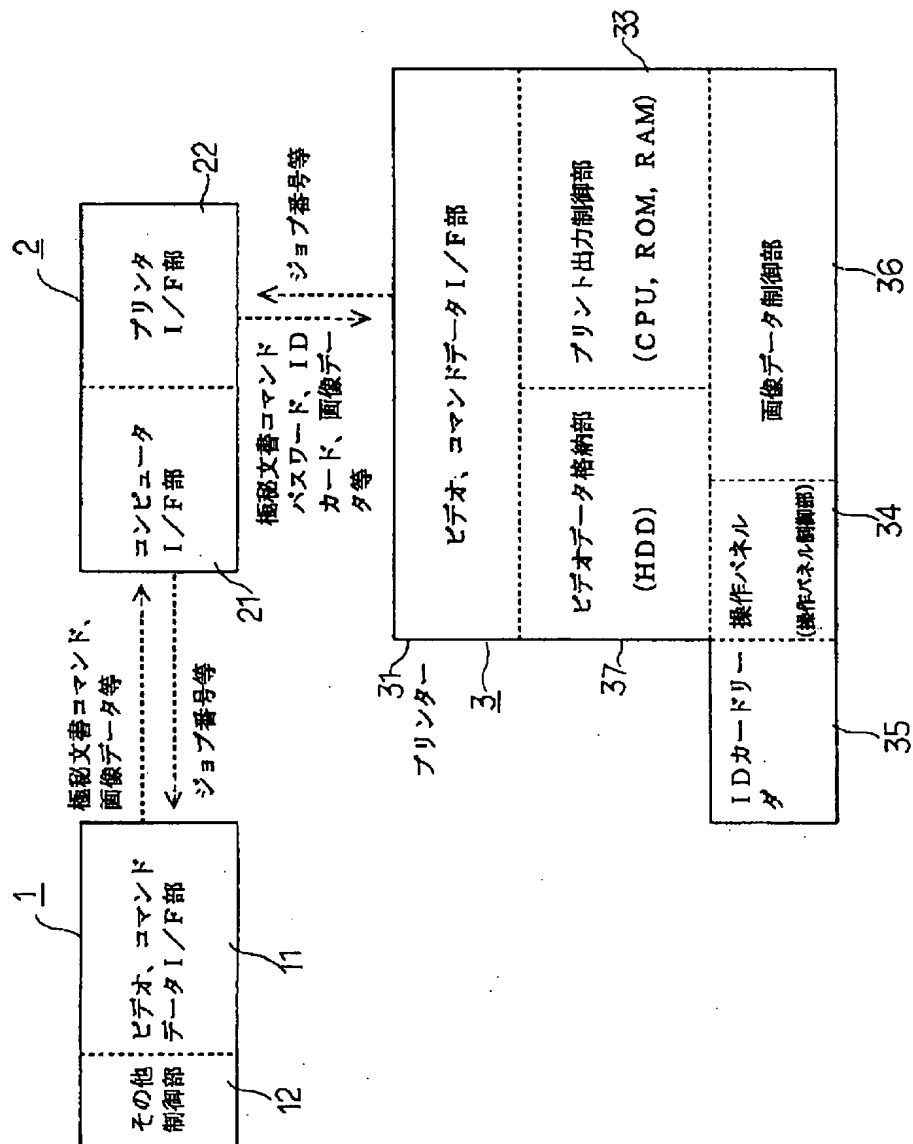 1
その他
制御部
12
ビデオ、コマンド
データI/F部
11
極秘文書コマンド、
画像データ等
ジョブ番号等
2
コンピュータ
I/F部
21
プリンタ
I/F部
22
極秘文書コマンド
パスワード、ID
カード、画像デー
タ等
ジョブ番号等
プリンター
31
3
37
ビデオ、コマンドデータI/F部
ビデオデータ格納部
(HDD)
プリント出力制御部
(CPU, ROM, RAM)
33
IDカードリー
ダ
35
操作パネル
(操作パネル制御部)
34
画像データ制御部
36